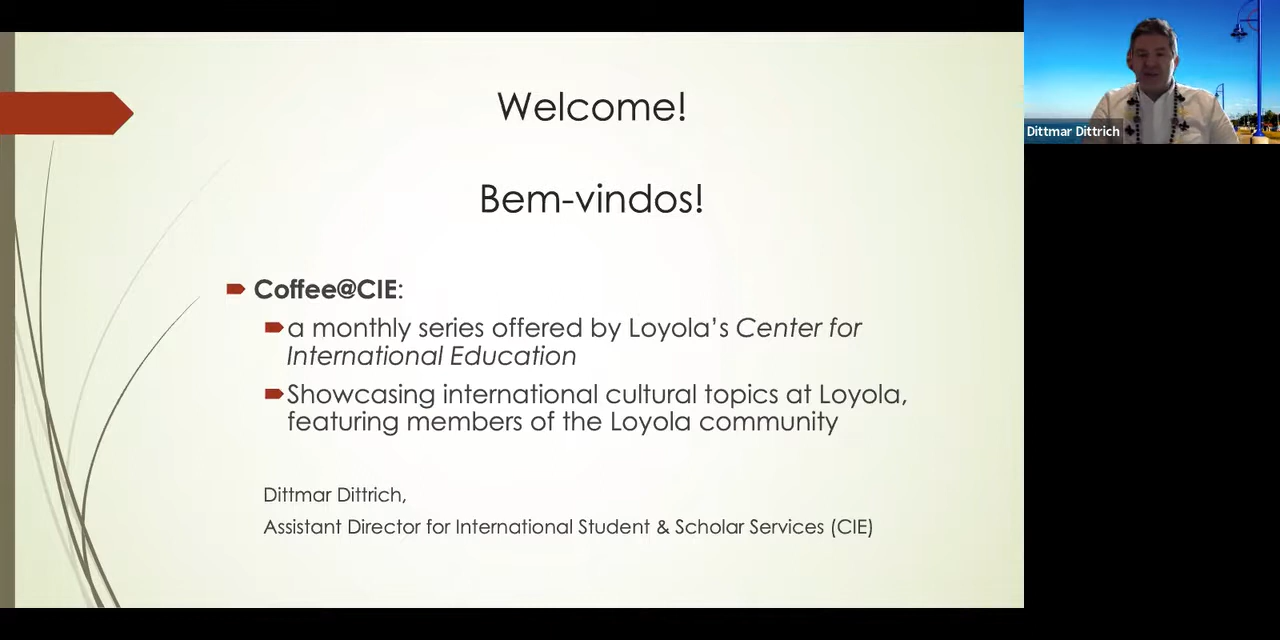 Welcome!
Bem-vindos!
Coffee@CIE:
a monthly series offered by Loyola’s Center for
International Education
Showcasing international cultural topics at Loyola,
featuring members of the Loyola community
Dittmar Dittrich,
Assistant Director for International Student & Scholar Services (CIE)
Dittmar Dittrich